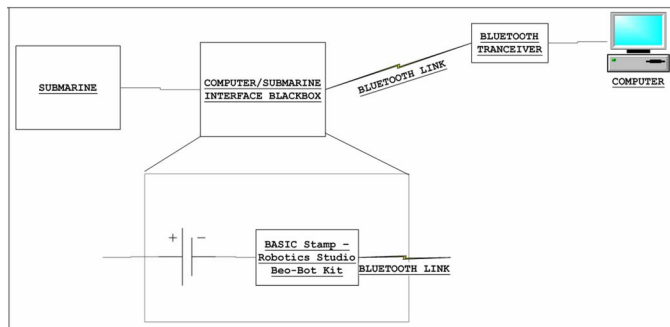 SUBMARINE
COMPUTER/SUBMARINE
INTERFACE BLACKBOX
BLUETOOTH LINK
BLUETOOTH
TRANCEIVER
COMPUTER
+ −
BASIC Stamp –
Robotics Studio
Beo-Bot Kit
BLUETOOTH LINK